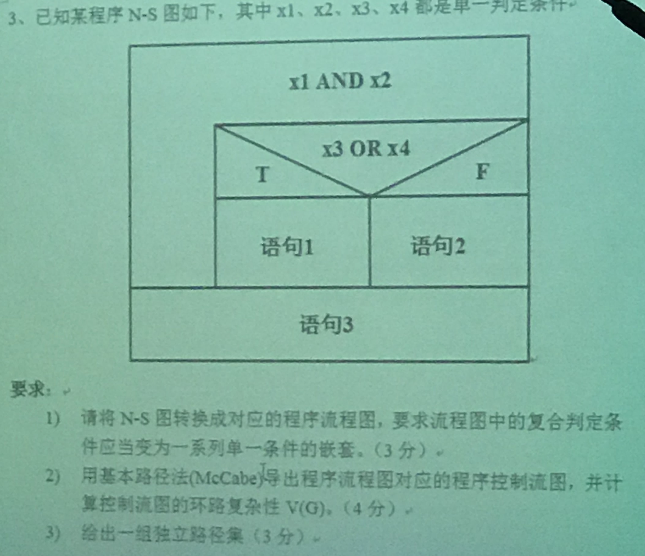 3、已知某程序 N-S 图如下，其中 x1、x2、x3、x4 都是单一判定条件
x1 AND x2
x3 OR x4
T
F
语句1
语句2
语句3
要求：
1) 请将 N-S 图转换成对应的程序流程图，要求流程图中的复合判定条
件应当变为一系列单一条件的嵌套。（3 分）
2) 用基本路径法(McCabe)导出程序流程图对应的程序控制流图，并计
算控制流图的环路复杂性 V(G)。（4 分）
3) 给出一组独立路径集（3 分）